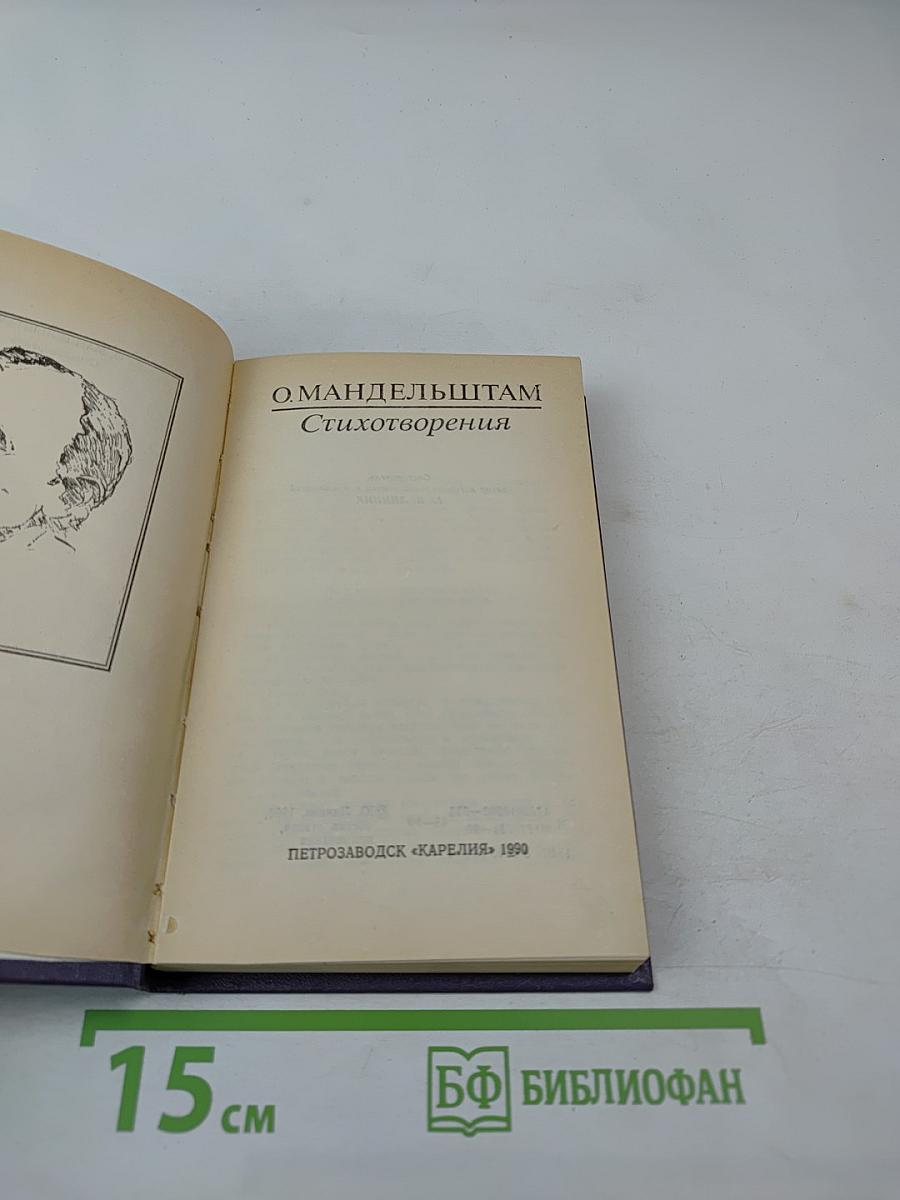 О. МАНДЕЛЬШТАМ
Стихотворения
ПЕТРОЗАВОДСК «КАРЕЛИЯ» 1990
15 см
БФ БИБЛИОФАН